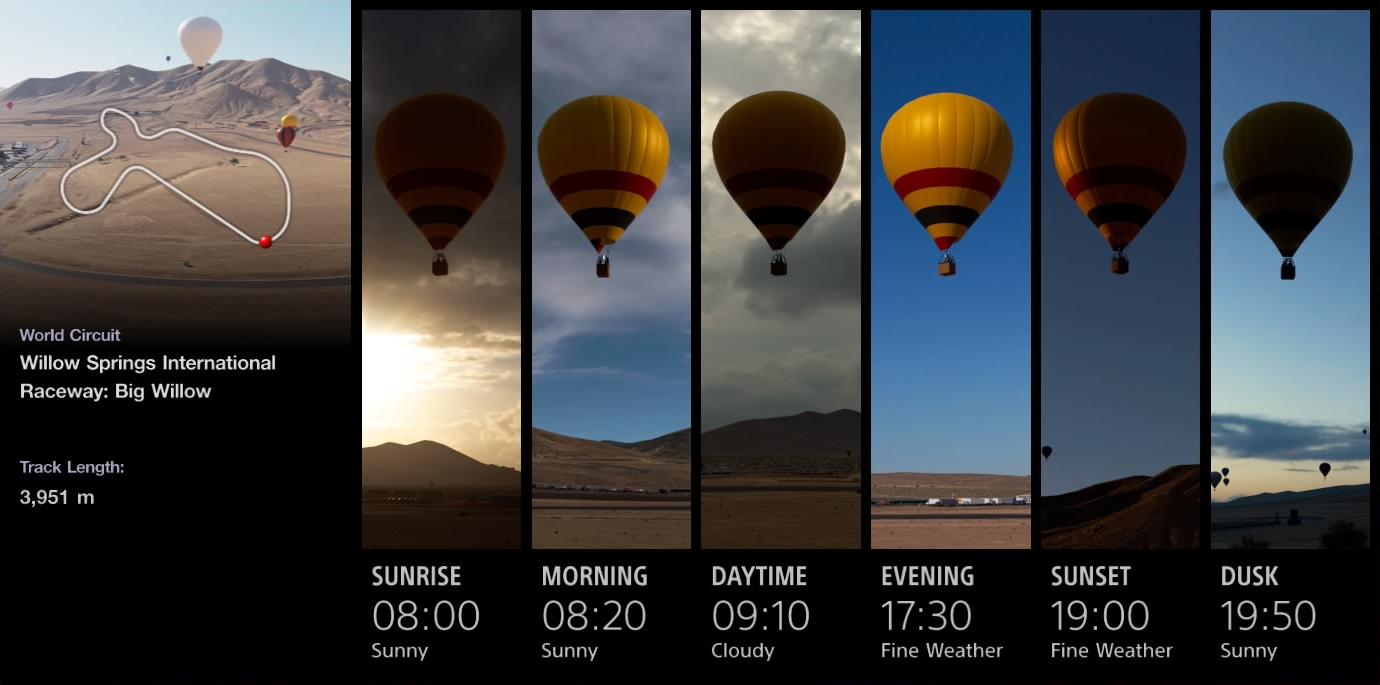 World Circuit
Willow Springs International
Raceway: Big Willow
Track Length:
3,951 m
SUNRISE
08:00
Sunny
MORNING
08:20
Sunny
DAYTIME
09:10
Cloudy
EVENING
17:30
Fine Weather
SUNSET
19:00
Fine Weather
DUSK
19:50
Sunny